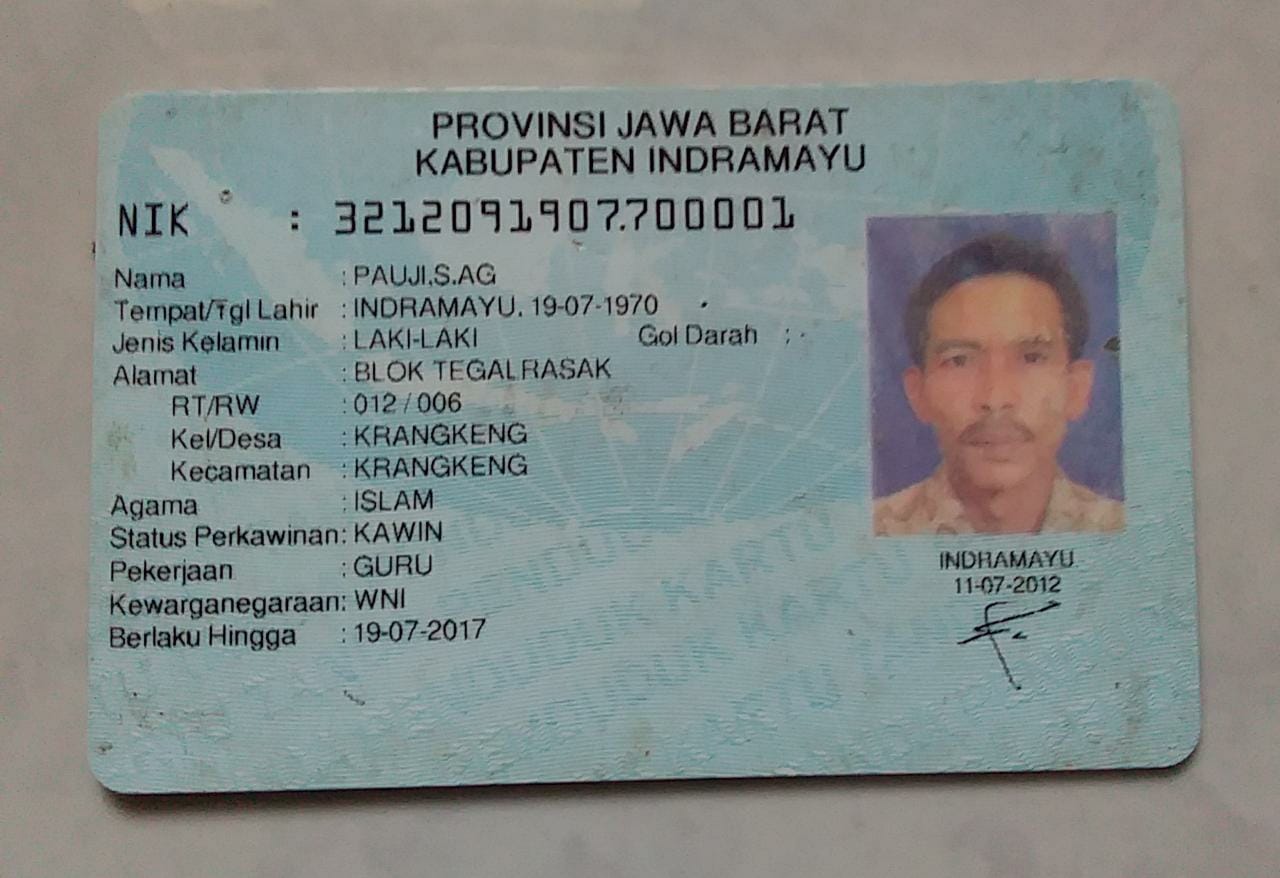 PROVINSI JAWA BARAT
KABUPATEN INDRAMAYU
NIK : 3212091907700001
Nama : PAUJI.S.AG
Tempat/Tgl Lahir : INDRAMAYU, 19-07-1970
Jenis Kelamin : LAKI-LAKI Gol Darah : -
Alamat : BLOK TEGALRASAK
RT/RW : 012 / 006
Kel/Desa : KRANGKENG
Kecamatan : KRANGKENG
Agama : ISLAM
Status Perkawinan: KAWIN
Pekerjaan : GURU
Kewarganegaraan: WNI
Berlaku Hingga : 19-07-2017
INDRAMAYU
11-07-2012